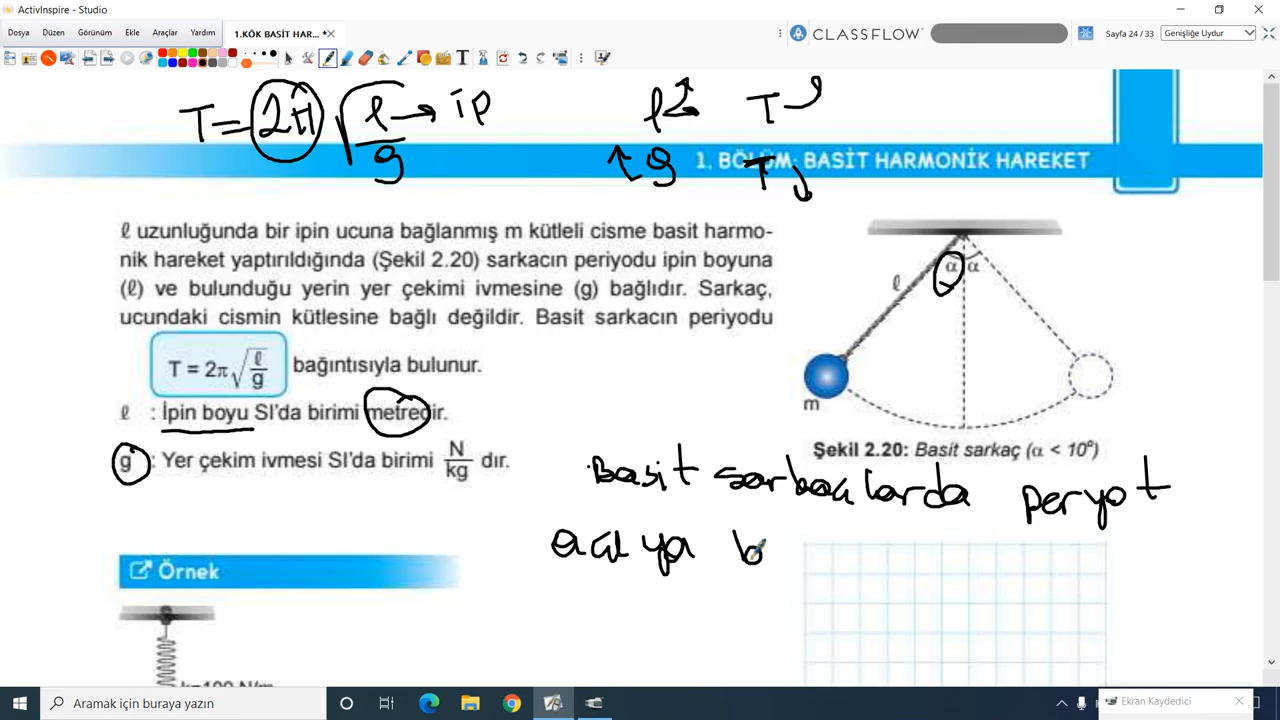 ActivInspire - Studio
Dosya Düzen Görünüm Ekle Araçlar Yardım
1.KÖK BASİT HAR... *
CLASSFLOW
Sayfa 24 / 33
Genişliğe Uydur
T = 2π √ℓ/g → ip
ℓ T
g T
1. BÖLÜM: BASİT HARMONİK HAREKET
ℓ uzunluğunda bir ipin ucuna bağlanmış m kütleli cisme basit harmo-
nik hareket yaptırıldığında (Şekil 2.20) sarkacın periyodu ipin boyuna
(ℓ) ve bulunduğu yerin yer çekimi ivmesine (g) bağlıdır. Sarkaç,
ucundaki cismin kütlesine bağlı değildir. Basit sarkacın periyodu
T = 2π√ℓ/g bağıntısıyla bulunur.
ℓ : İpin boyu SI'da birimi metredir.
g : Yer çekim ivmesi SI'da birimi N/kg dır.
α α
ℓ
m
Şekil 2.20: Basit sarkaç (α < 10°)
Basit sarkaclarda peryot
acıya b
Örnek
k=100 N/m
Aramak için buraya yazın
Ekran Kaydedici